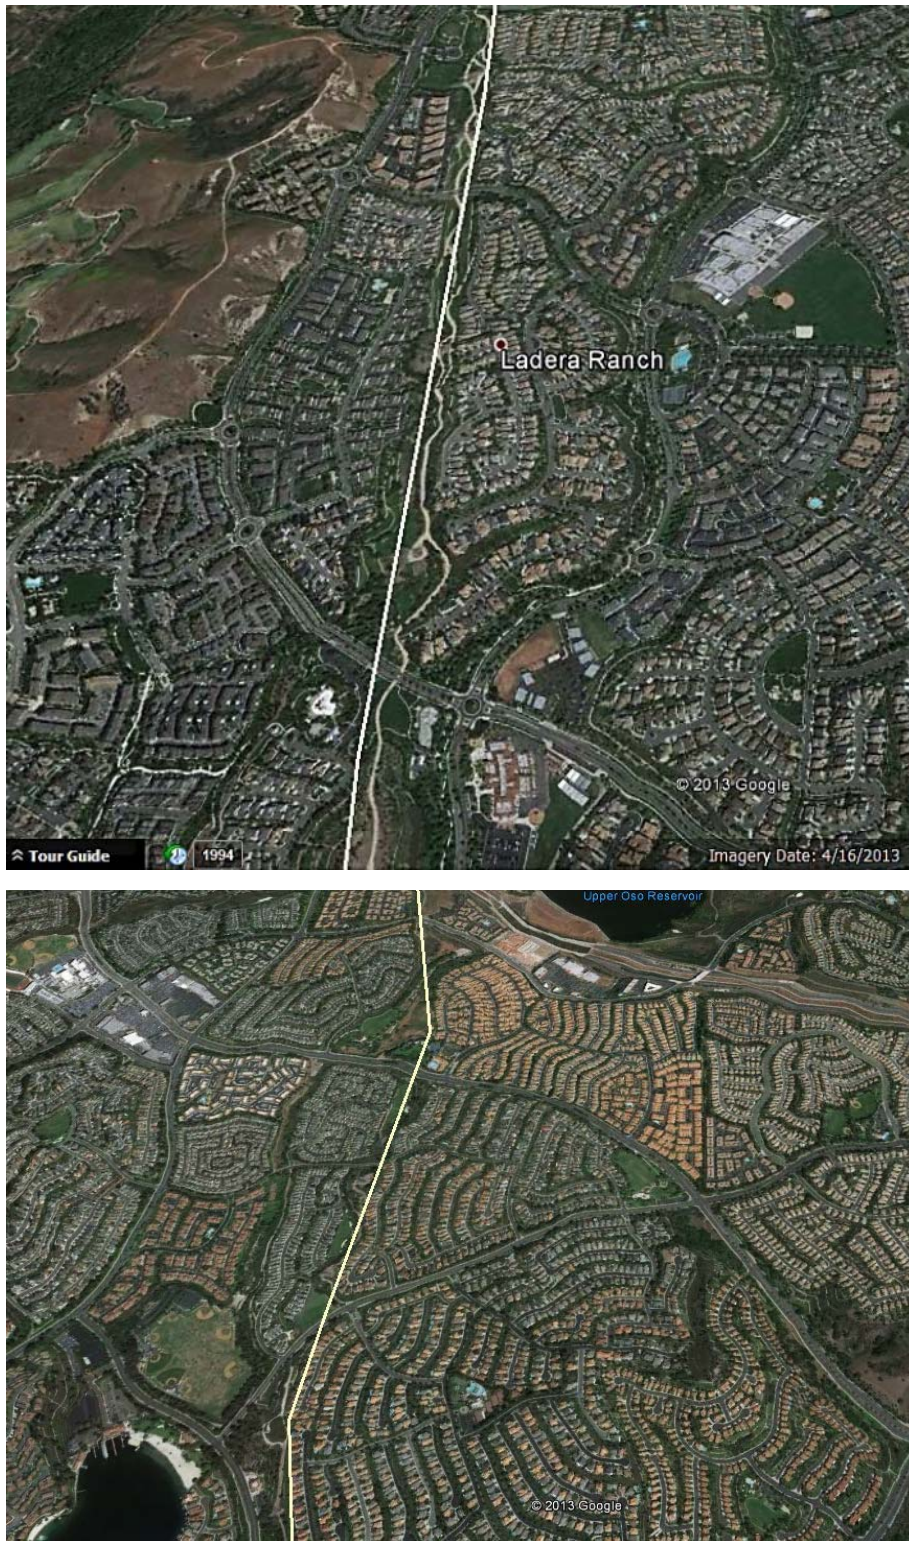 Ladera Ranch
© 2013 Google
Tour Guide
1994
Imagery Date: 4/16/2013
Upper Oso Reservoir
© 2013 Google